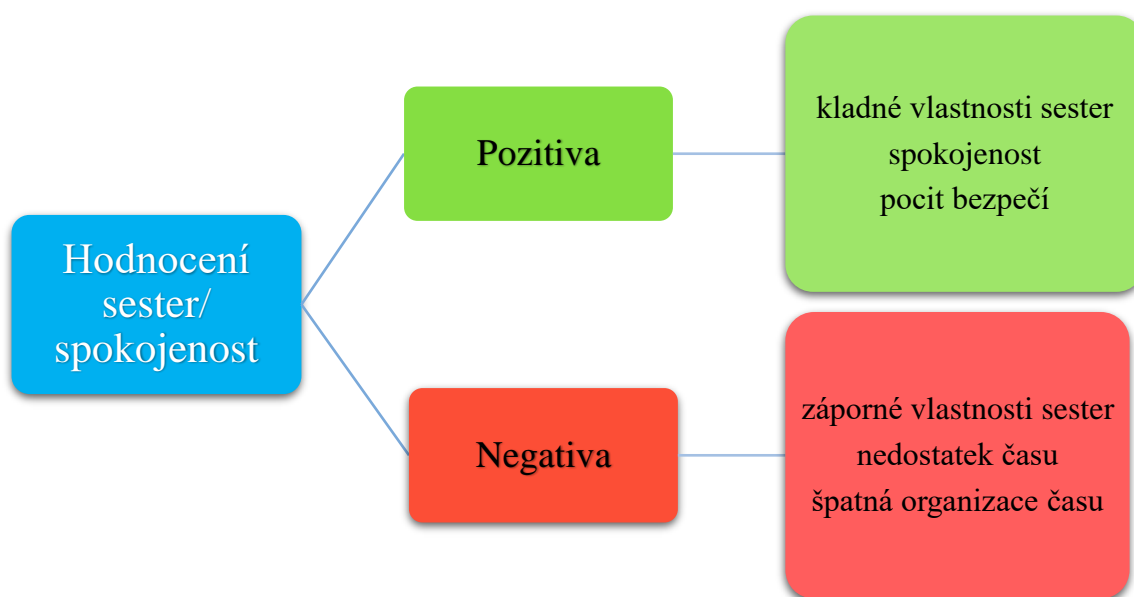 Hodnocení
sester/
spokojenost
Pozitiva
kladné vlastnosti sester
spokojenost
pocit bezpečí
Negativa
záporné vlastnosti sester
nedostatek času
špatná organizace času